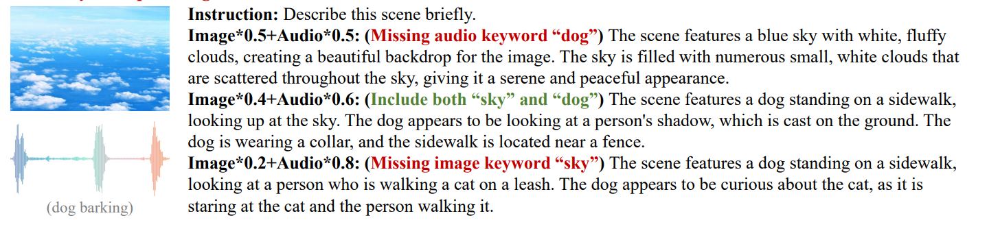 Instruction: Describe this scene briefly.
Image*0.5+Audio*0.5: (Missing audio keyword “dog”) The scene features a blue sky with white, fluffy
clouds, creating a beautiful backdrop for the image. The sky is filled with numerous small, white clouds that
are scattered throughout the sky, giving it a serene and peaceful appearance.
Image*0.4+Audio*0.6: (Include both “sky” and “dog”) The scene features a dog standing on a sidewalk,
looking up at the sky. The dog appears to be looking at a person's shadow, which is cast on the ground. The
dog is wearing a collar, and the sidewalk is located near a fence.
Image*0.2+Audio*0.8: (Missing image keyword “sky”) The scene features a dog standing on a sidewalk,
looking at a person who is walking a cat on a leash. The dog appears to be curious about the cat, as it is
staring at the cat and the person walking it.
(dog barking)